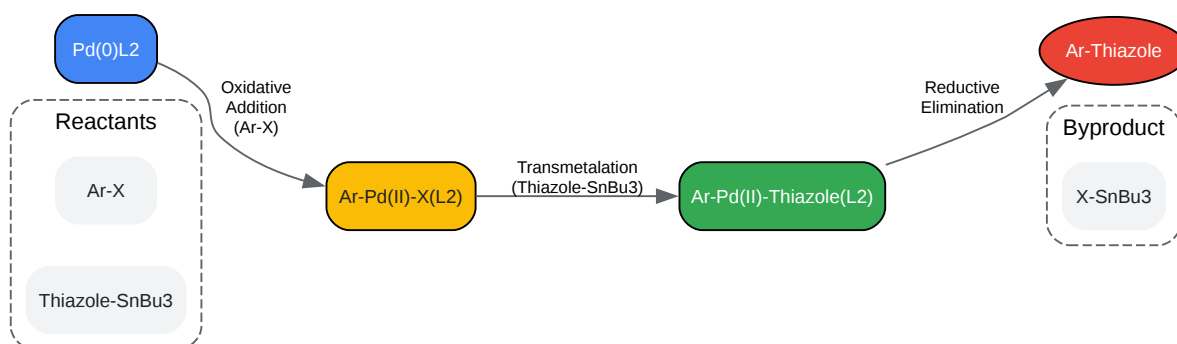 Pd(0)L2
Oxidative
Addition
(Ar-X)
Reactants
Ar-X
Thiazole-SnBu3
Ar-Pd(II)-X(L2)
Transmetalation
(Thiazole-SnBu3)
Ar-Pd(II)-Thiazole(L2)
Reductive
Elimination
Ar-Thiazole
Byproduct
X-SnBu3